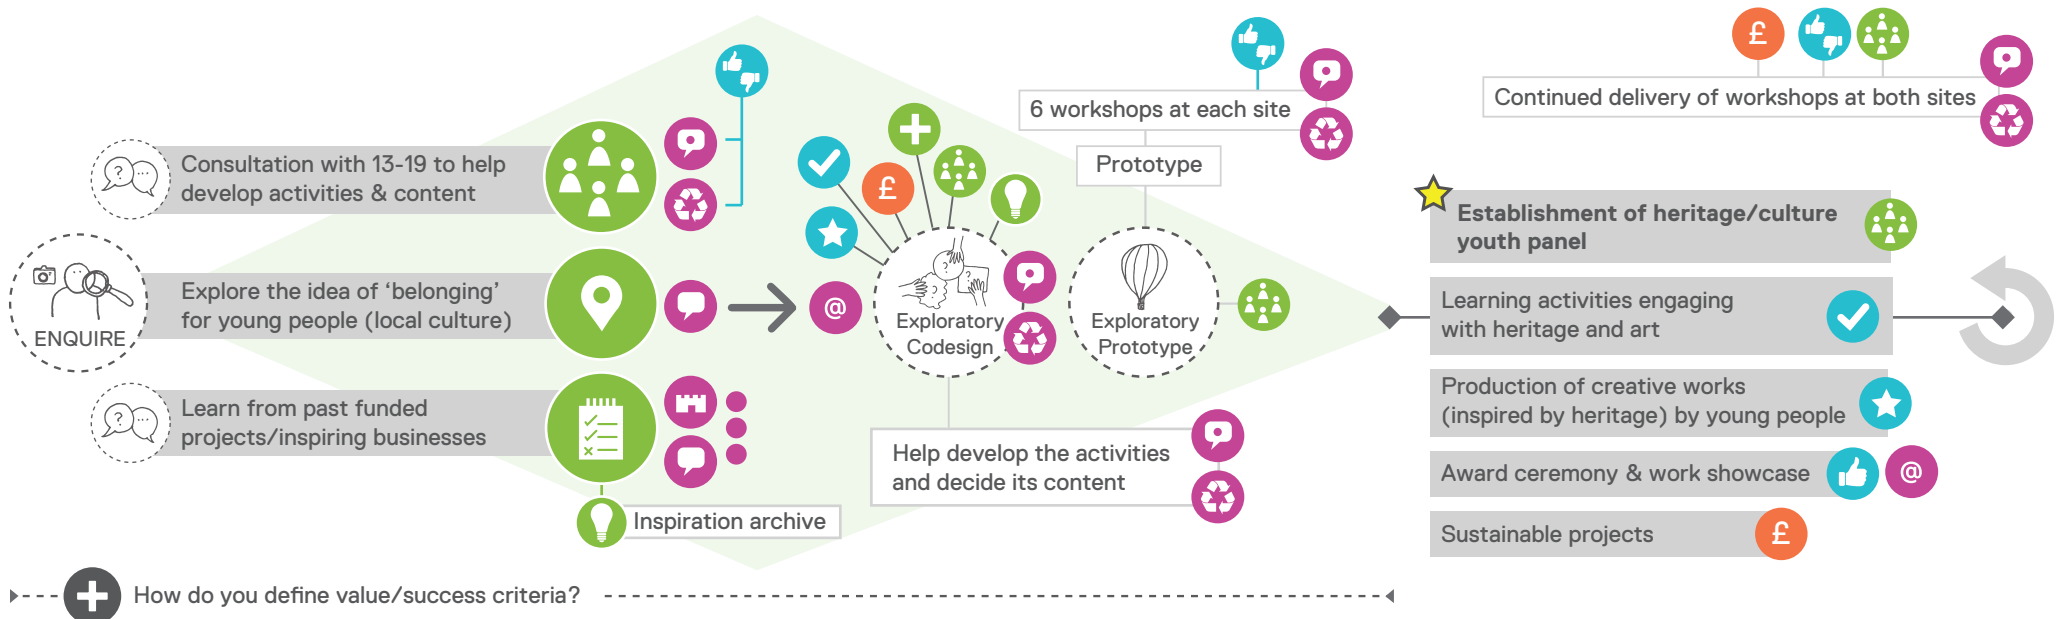 Consultation with 13-19 to help
develop activities & content
ENQUIRE
Explore the idea of ‘belonging’
for young people (local culture)
Learn from past funded
projects/inspiring businesses
Inspiration archive
£
@
?
...
?
...
Exploratory
Codesign
?
?
Help develop the activities
and decide its content
6 workshops at each site
Prototype
Exploratory
Prototype
£
Continued delivery of workshops at both sites
Establishment of heritage/culture
youth panel
Learning activities engaging
with heritage and art
Production of creative works
(inspired by heritage) by young people
Award ceremony & work showcase
@
Sustainable projects
£
How do you define value/success criteria?